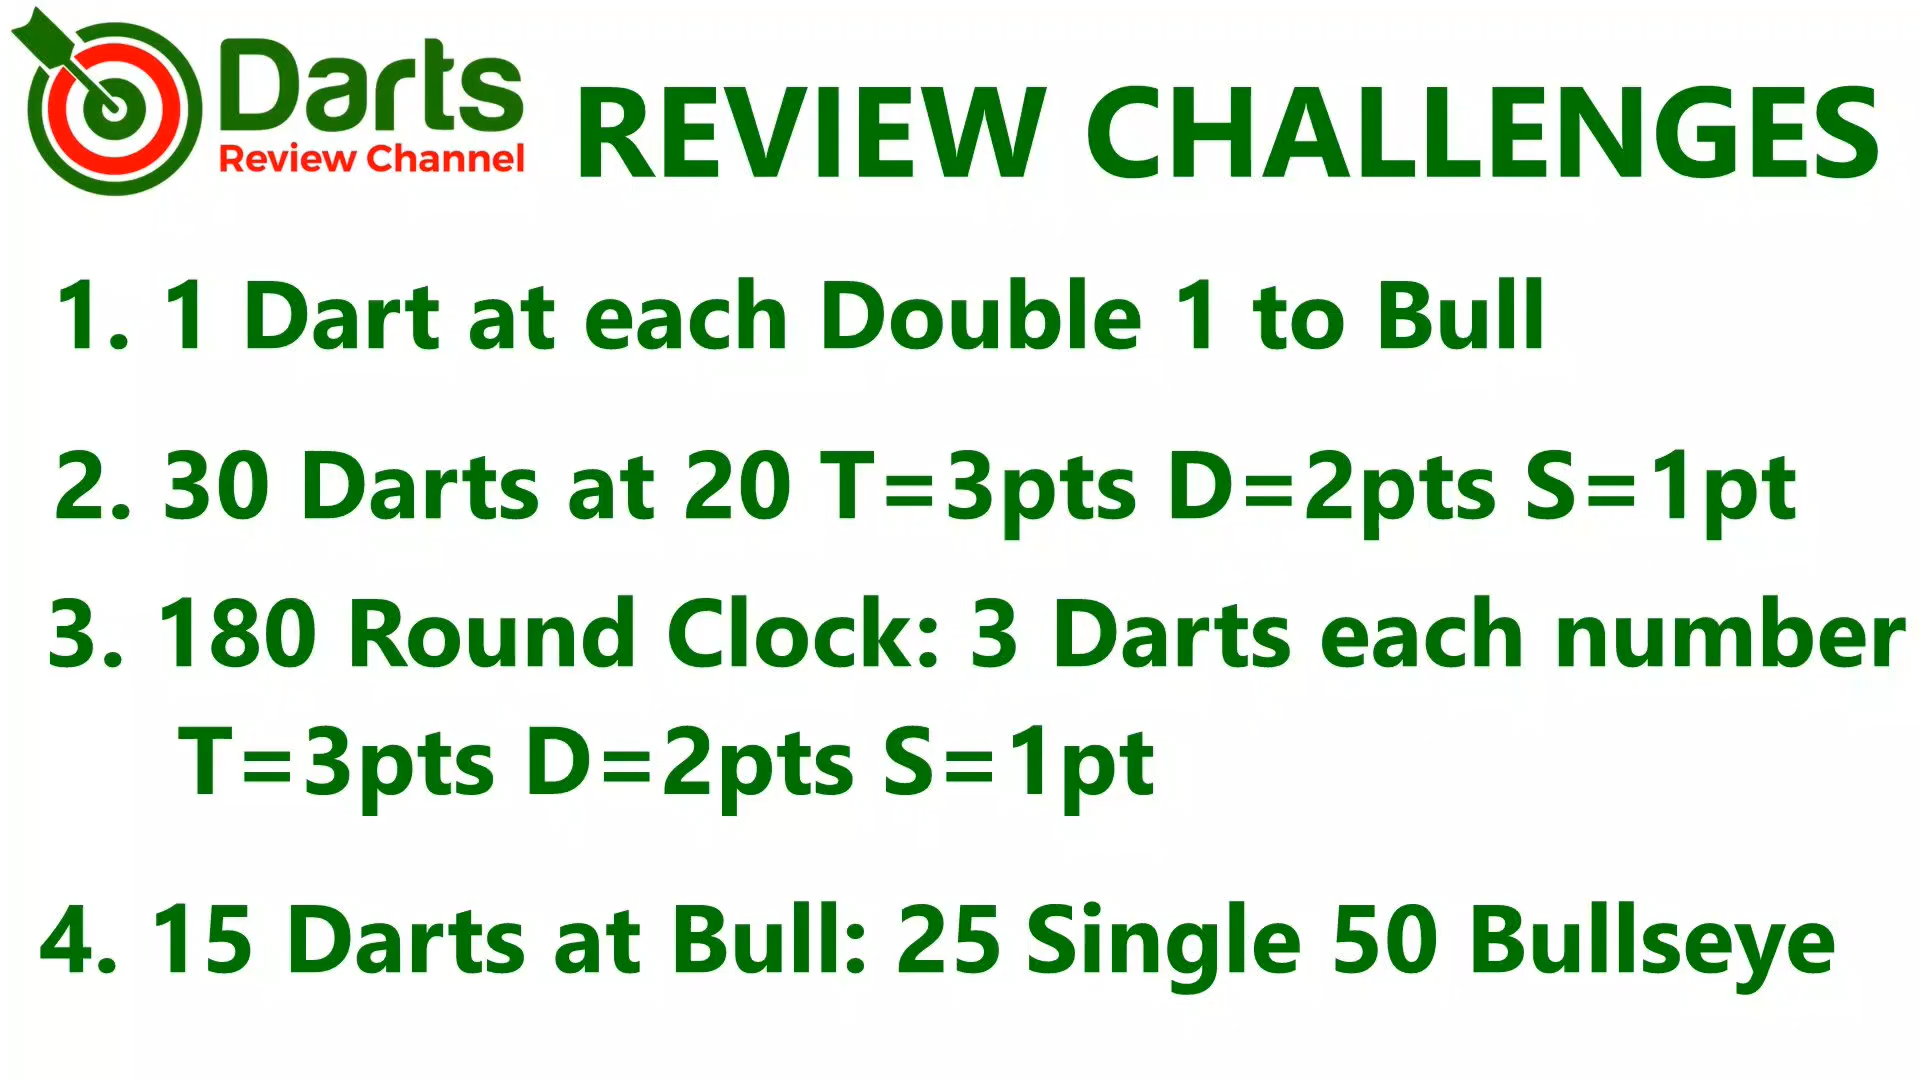 Darts
Review Channel
REVIEW CHALLENGES
1. 1 Dart at each Double 1 to Bull
2. 30 Darts at 20 T=3pts D=2pts S=1pt
3. 180 Round Clock: 3 Darts each number
T=3pts D=2pts S=1pt
4. 15 Darts at Bull: 25 Single 50 Bullseye